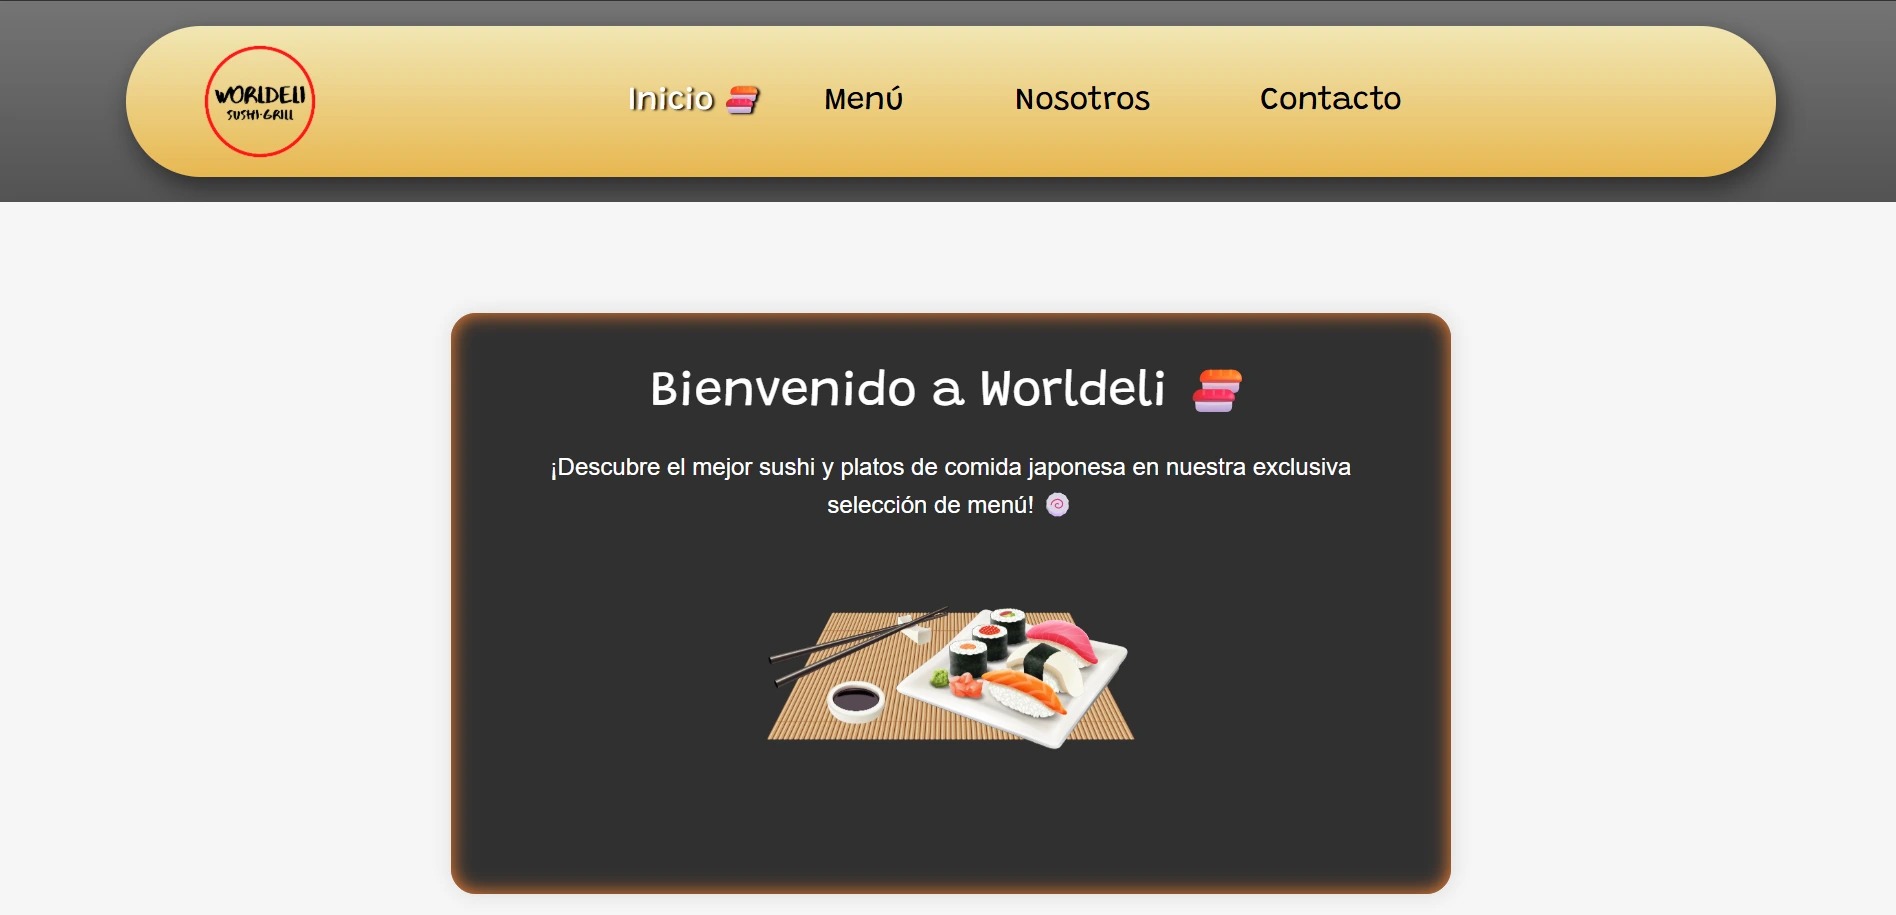 WORLDELI
SUSHI·GRILL
Inicio 🍣 Menú Nosotros Contacto
Bienvenido a Worldeli 🍣
¡Descubre el mejor sushi y platos de comida japonesa en nuestra exclusiva
selección de menú! 🍥